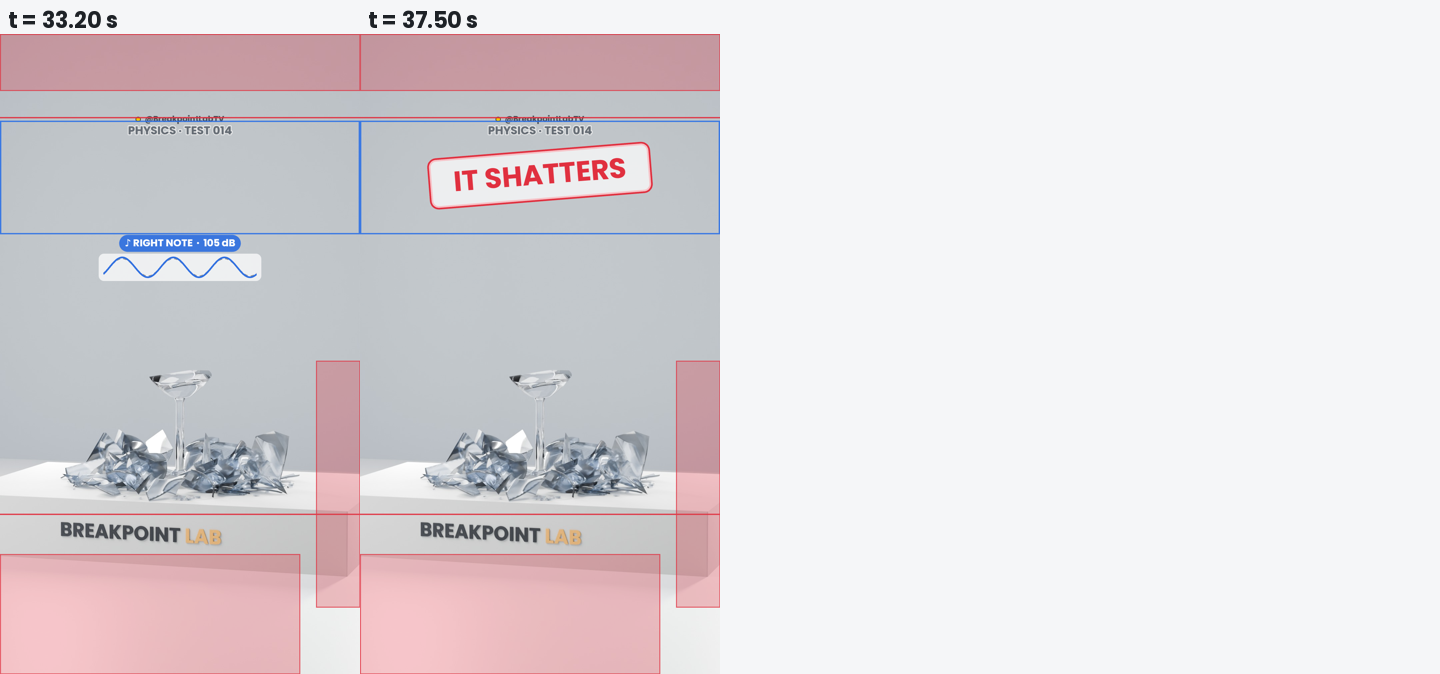 t = 33.20 s
t = 37.50 s
@BreakpointLabTV
PHYSICS · TEST 014
@BreakpointLabTV
PHYSICS · TEST 014
IT SHATTERS
♪ RIGHT NOTE · 105 dB
BREAKPOINT LAB
BREAKPOINT LAB